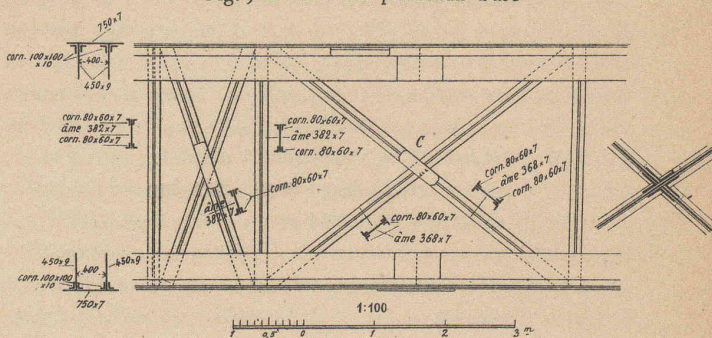 750×7
corn. 100×100
×10
400
450×9
corn. 80×60×7
âme 382×7
corn. 80×60×7
corn. 80×60×7
âme 382×7
corn. 80×60×7
corn. 80×60×7
âme
382×7
C
corn. 80×60×7
âme 368×7
corn. 80×60×7
corn. 80×60×7
âme 368×7
450×9
400
450×9
corn. 100×100
×10
750×7
1:100
1 0,5 0 1 2 3 m